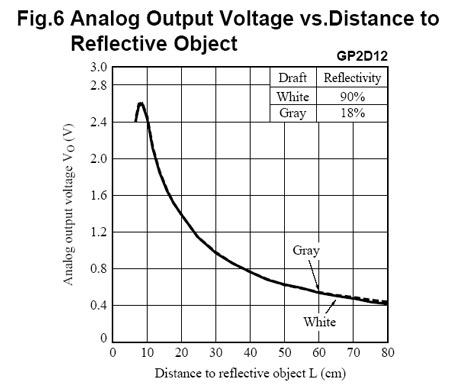 Fig.6 Analog Output Voltage vs.Distance to
Reflective Object
GP2D12
Draft Reflectivity
White 90%
Gray 18%
3.0
2.8
2.4
2.0
1.6
1.2
0.8
0.4
0
Analog output voltage VO (V)
Gray
White
0 10 20 30 40 50 60 70 80
Distance to reflective object L (cm)